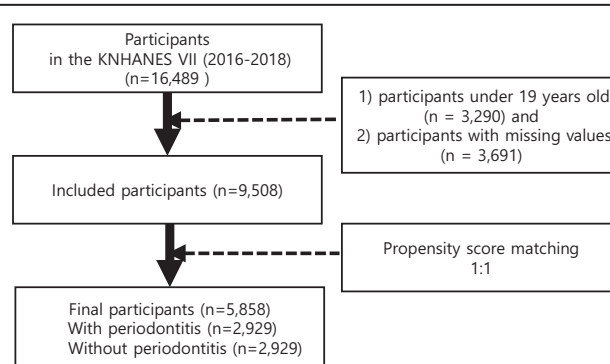 Participants
in the KNHANES VII (2016-2018)
(n=16,489 )
1) participants under 19 years old
(n = 3,290) and
2) participants with missing values
(n = 3,691)
Included participants (n=9,508)
Propensity score matching
1:1
Final participants (n=5,858)
With periodontitis (n=2,929)
Without periodontitis (n=2,929)